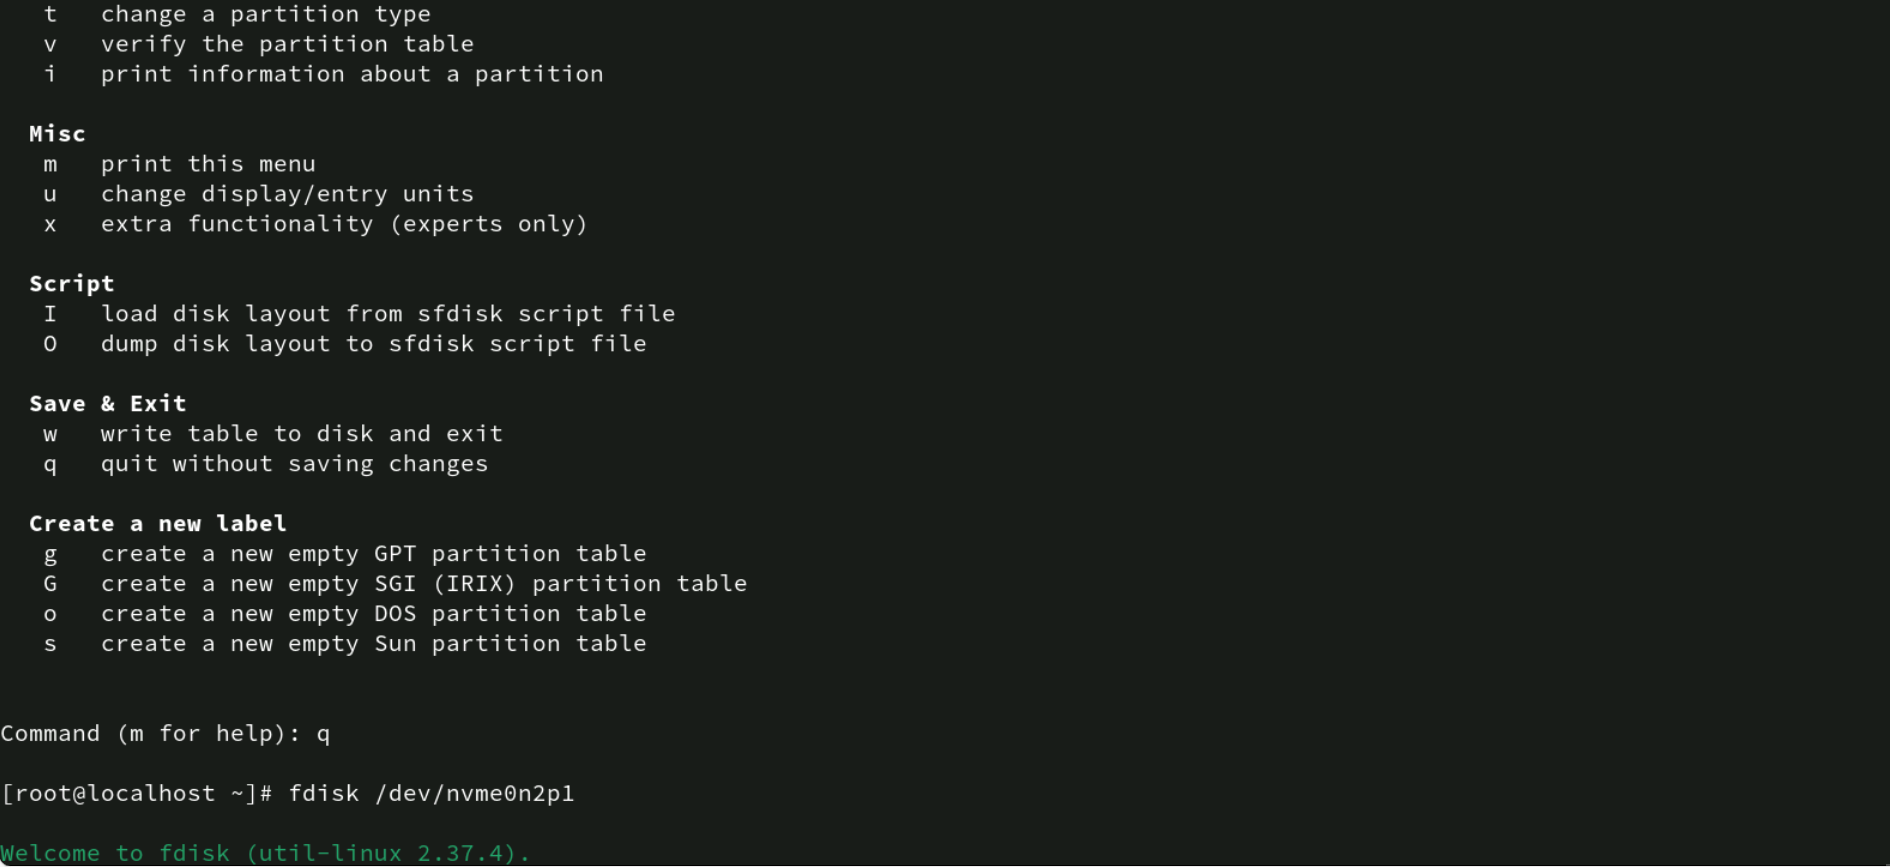 t   change a partition type
v   verify the partition table
i   print information about a partition
Misc
m   print this menu
u   change display/entry units
x   extra functionality (experts only)
Script
I   load disk layout from sfdisk script file
O   dump disk layout to sfdisk script file
Save & Exit
w   write table to disk and exit
q   quit without saving changes
Create a new label
g   create a new empty GPT partition table
G   create a new empty SGI (IRIX) partition table
o   create a new empty DOS partition table
s   create a new empty Sun partition table
Command (m for help): q
[root@localhost ~]# fdisk /dev/nvme0n2p1
Welcome to fdisk (util-linux 2.37.4).